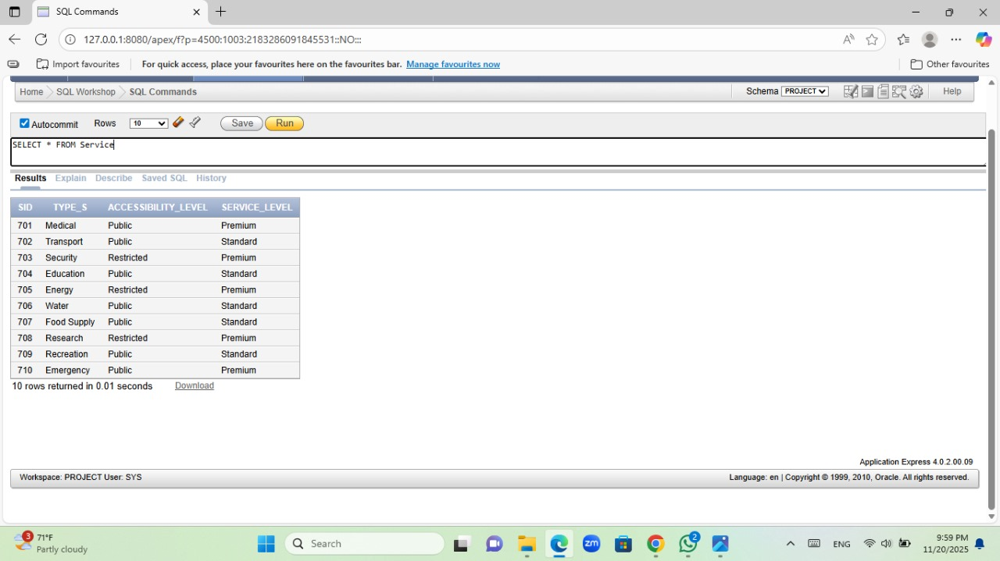 SQL Commands
127.0.0.1:8080/apex/f?p=4500:1003:2183286091845531::NO:::
Import favourites For quick access, place your favourites here on the favourites bar. Manage favourites now Other favourites
Home SQL Workshop SQL Commands Schema PROJECT Help
Autocommit Rows 10 Save Run
SELECT * FROM Service
Results Explain Describe Saved SQL History
SID TYPE_S ACCESSIBILITY_LEVEL SERVICE_LEVEL
701 Medical Public Premium
702 Transport Public Standard
703 Security Restricted Premium
704 Education Public Standard
705 Energy Restricted Premium
706 Water Public Standard
707 Food Supply Public Standard
708 Research Restricted Premium
709 Recreation Public Standard
710 Emergency Public Premium
10 rows returned in 0.01 seconds Download
Application Express 4.0.2.00.09
Workspace: PROJECT User: SYS Language: en | Copyright © 1999, 2010, Oracle. All rights reserved.
3 71°F Search zm 2 ENG 9:59 PM
Partly cloudy 11/20/2025